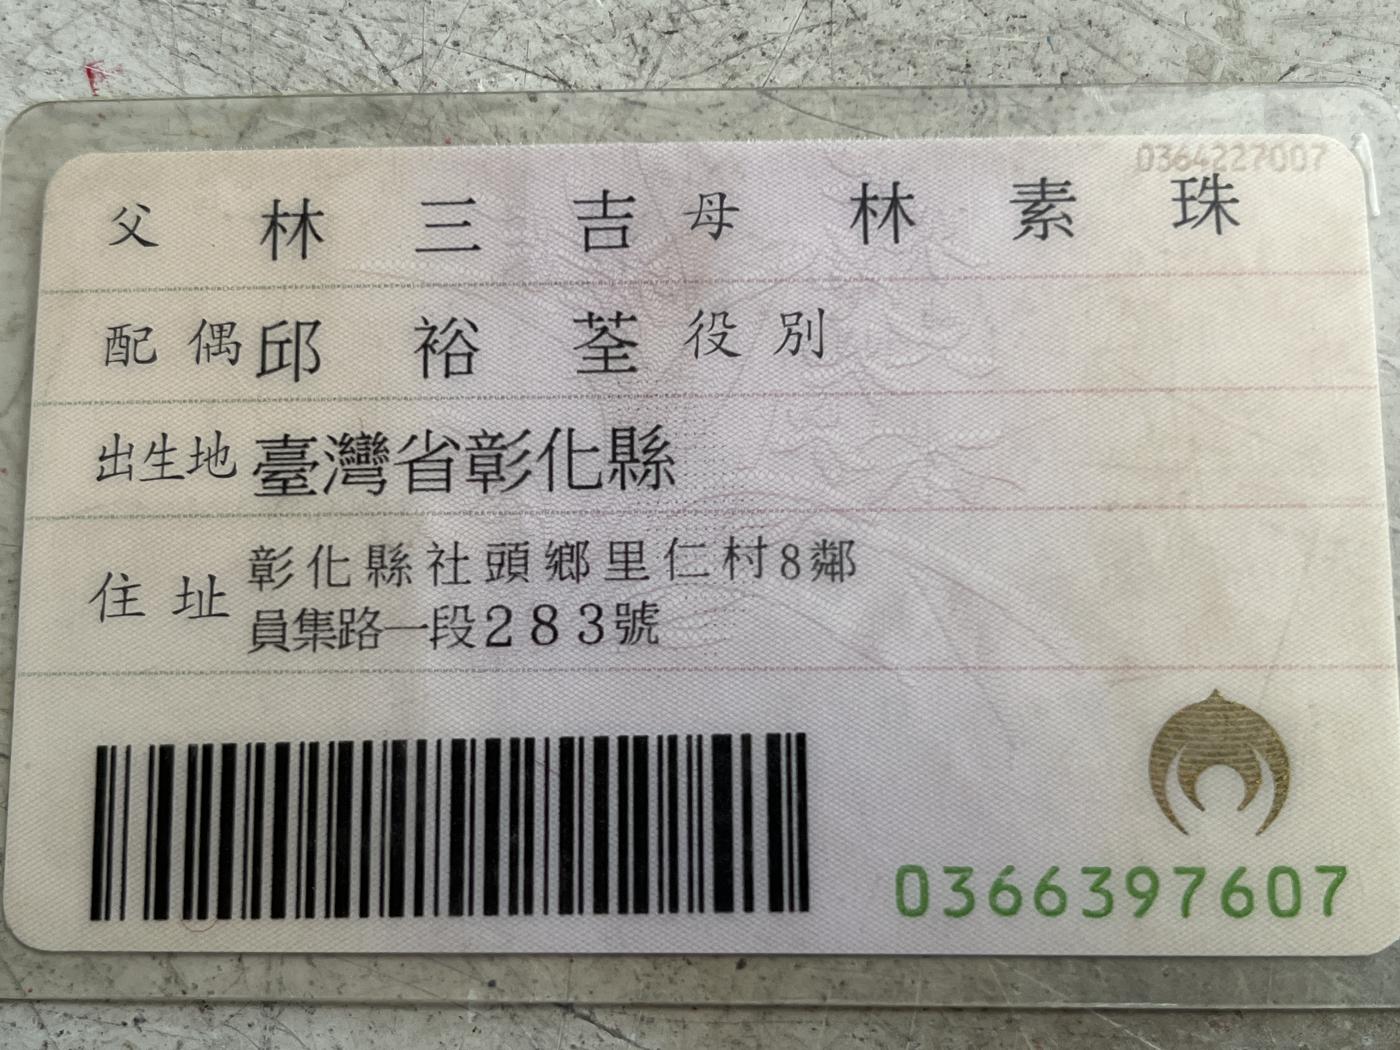 0364227007
父 林三吉 母 林素珠
配偶 邱裕荃 役別
出生地 臺灣省彰化縣
住址 彰化縣社頭鄉里仁村8鄰
員集路一段283號
0366397607